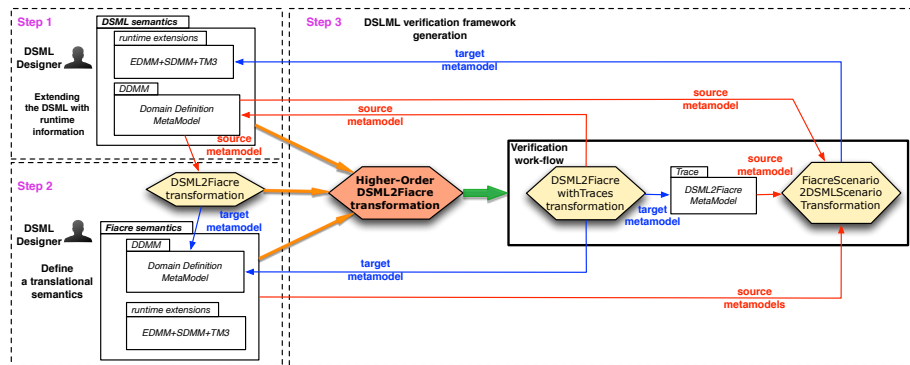 Step 1
DSML semantics
runtime extensions
DSML
Designer
EDMM+SDMM+TM3
Extending
the DSML with
runtime
information
DDMM
Domain Definition
MetaModel
source
metamodel
Step 2
DSML2Fiacre
transformation
target
metamodel
DSML
Designer
Fiacre semantics
DDMM
Domain Definition
MetaModel
Define
a translational
semantics
runtime extensions
EDMM+SDMM+TM3
Step 3
DSLML verification framework
generation
target
metamodel
source
metamodel
source
metamodel
Higher-Order
DSML2Fiacre
transformation
Verification
work-flow
DSML2Fiacre
withTraces
transformation
target
metamodel
Trace
DSML2Fiacre
MetaModel
source
metamodel
FiacreScenario
2DSMLScenario
Transformation
target
metamodel
source
metamodels